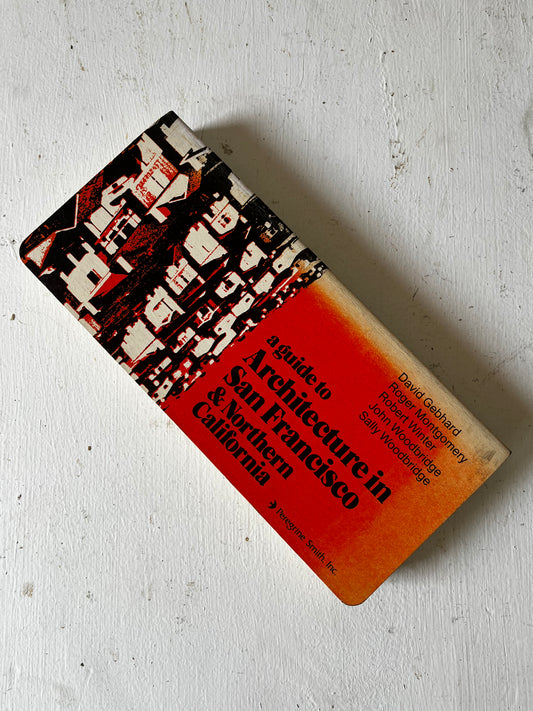 a guide to
Architecture in
San Francisco
& Northern
California
David Gebhard
Roger Montgomery
Robert Winter
John Woodbridge
Sally Woodbridge
Peregrine Smith, Inc.